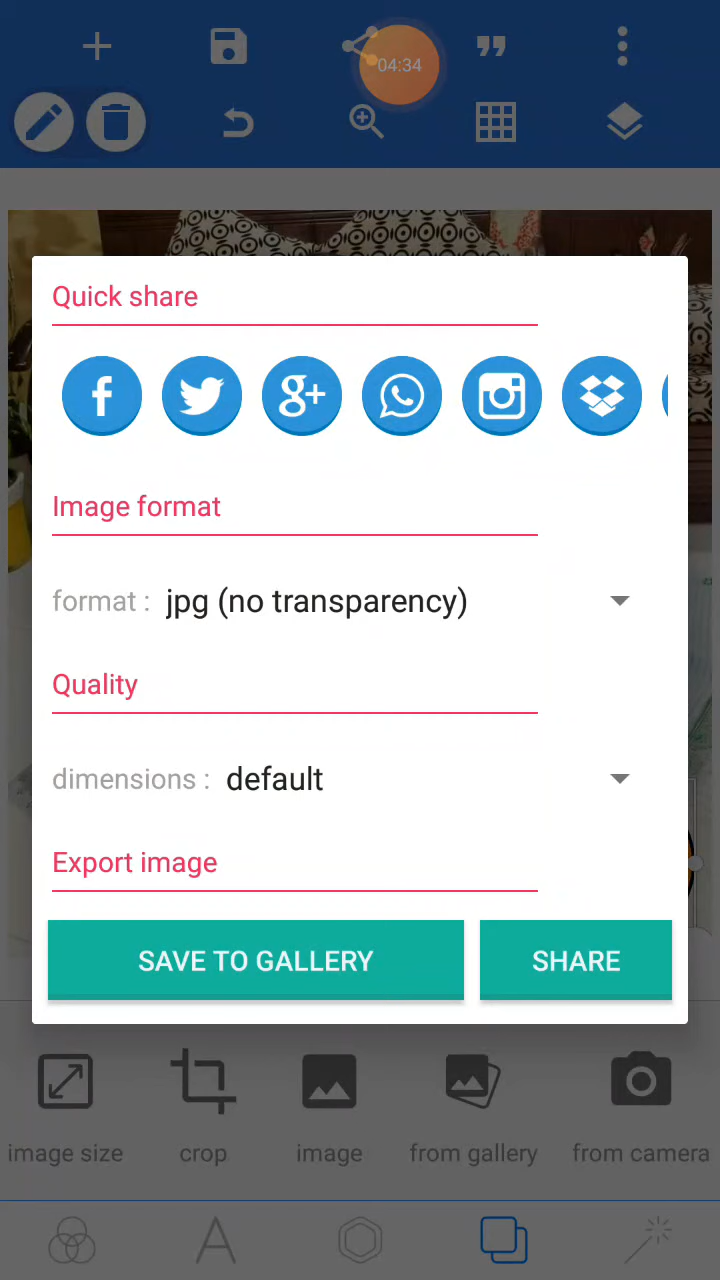 04:34
Quick share
f
g+
Image format
format : jpg (no transparency)
Quality
dimensions : default
Export image
SAVE TO GALLERY SHARE
image size crop image from gallery from camera
A